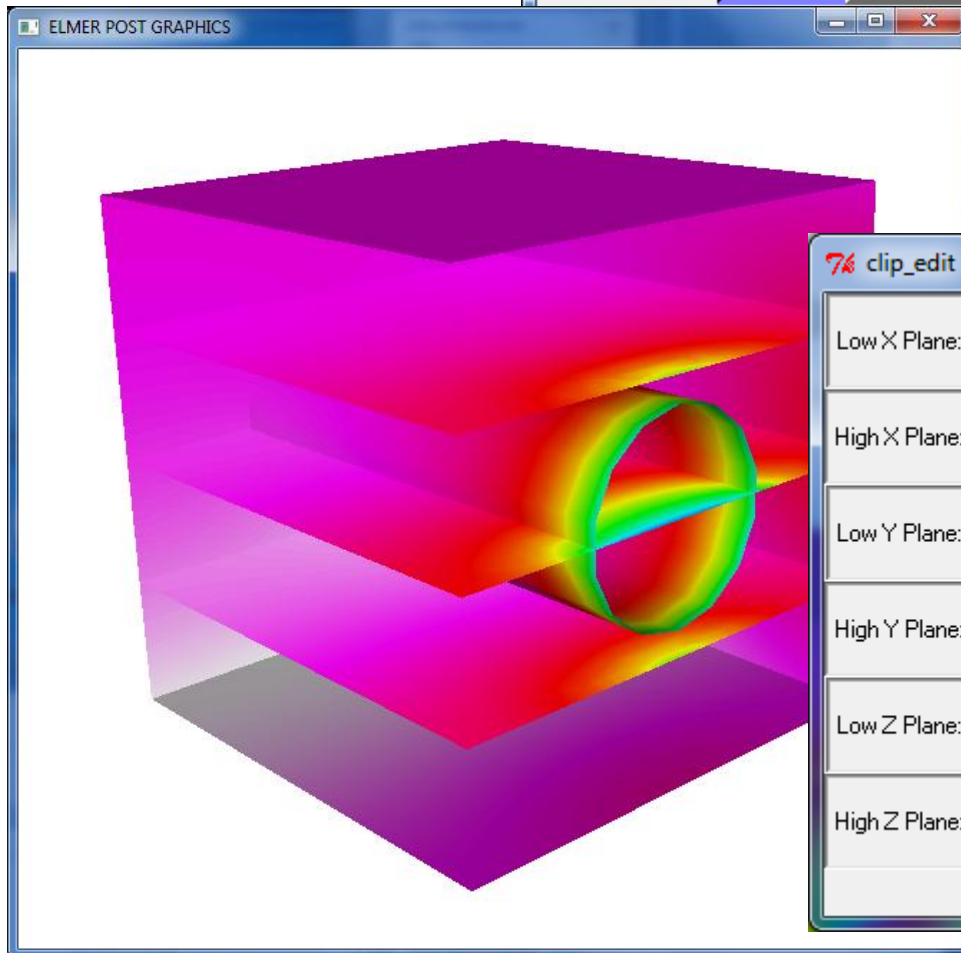 ELMER POST GRAPHICS
clip_edit
Low X Plane:
High X Plane:
Low Y Plane:
High Y Plane:
Low Z Plane:
High Z Plane: